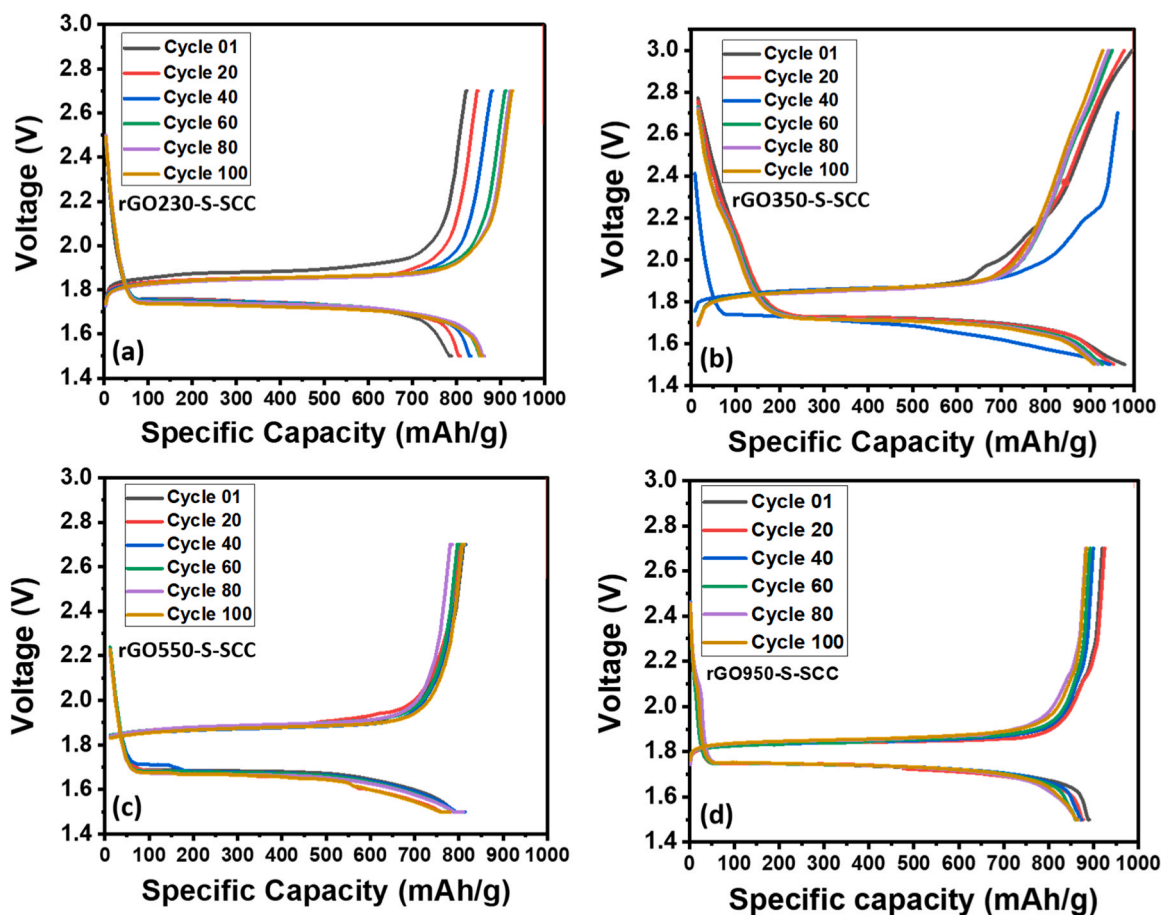 3.0
2.7
2.4
2.1
1.8
1.6
1.4
Voltage (V)
Cycle 01
Cycle 20
Cycle 40
Cycle 60
Cycle 80
Cycle 100
rGO230-S-SCC
(a)
0 100 200 300 400 500 600 700 800 900 1000
Specific Capacity (mAh/g)
3.0
2.8
2.6
2.4
2.2
2.0
1.8
1.6
1.4
Voltage (V)
Cycle 01
Cycle 20
Cycle 40
Cycle 60
Cycle 80
Cycle 100
rGO350-S-SCC
(b)
0 100 200 300 400 500 600 700 800 900 1000
Specific Capacity (mAh/g)
3.0
2.8
2.6
2.4
2.2
2.0
1.8
1.6
1.4
Voltage (V)
Cycle 01
Cycle 20
Cycle 40
Cycle 60
Cycle 80
Cycle 100
rGO550-S-SCC
(c)
0 100 200 300 400 500 600 700 800 900 1000
Specific Capacity (mAh/g)
3.0
2.8
2.6
2.4
2.2
2.0
1.8
1.6
1.4
Voltage (V)
Cycle 01
Cycle 20
Cycle 40
Cycle 60
Cycle 80
Cycle 100
rGO950-S-SCC
(d)
0 100 200 300 400 500 600 700 800 900 1000
Specific capacity (mAh/g)